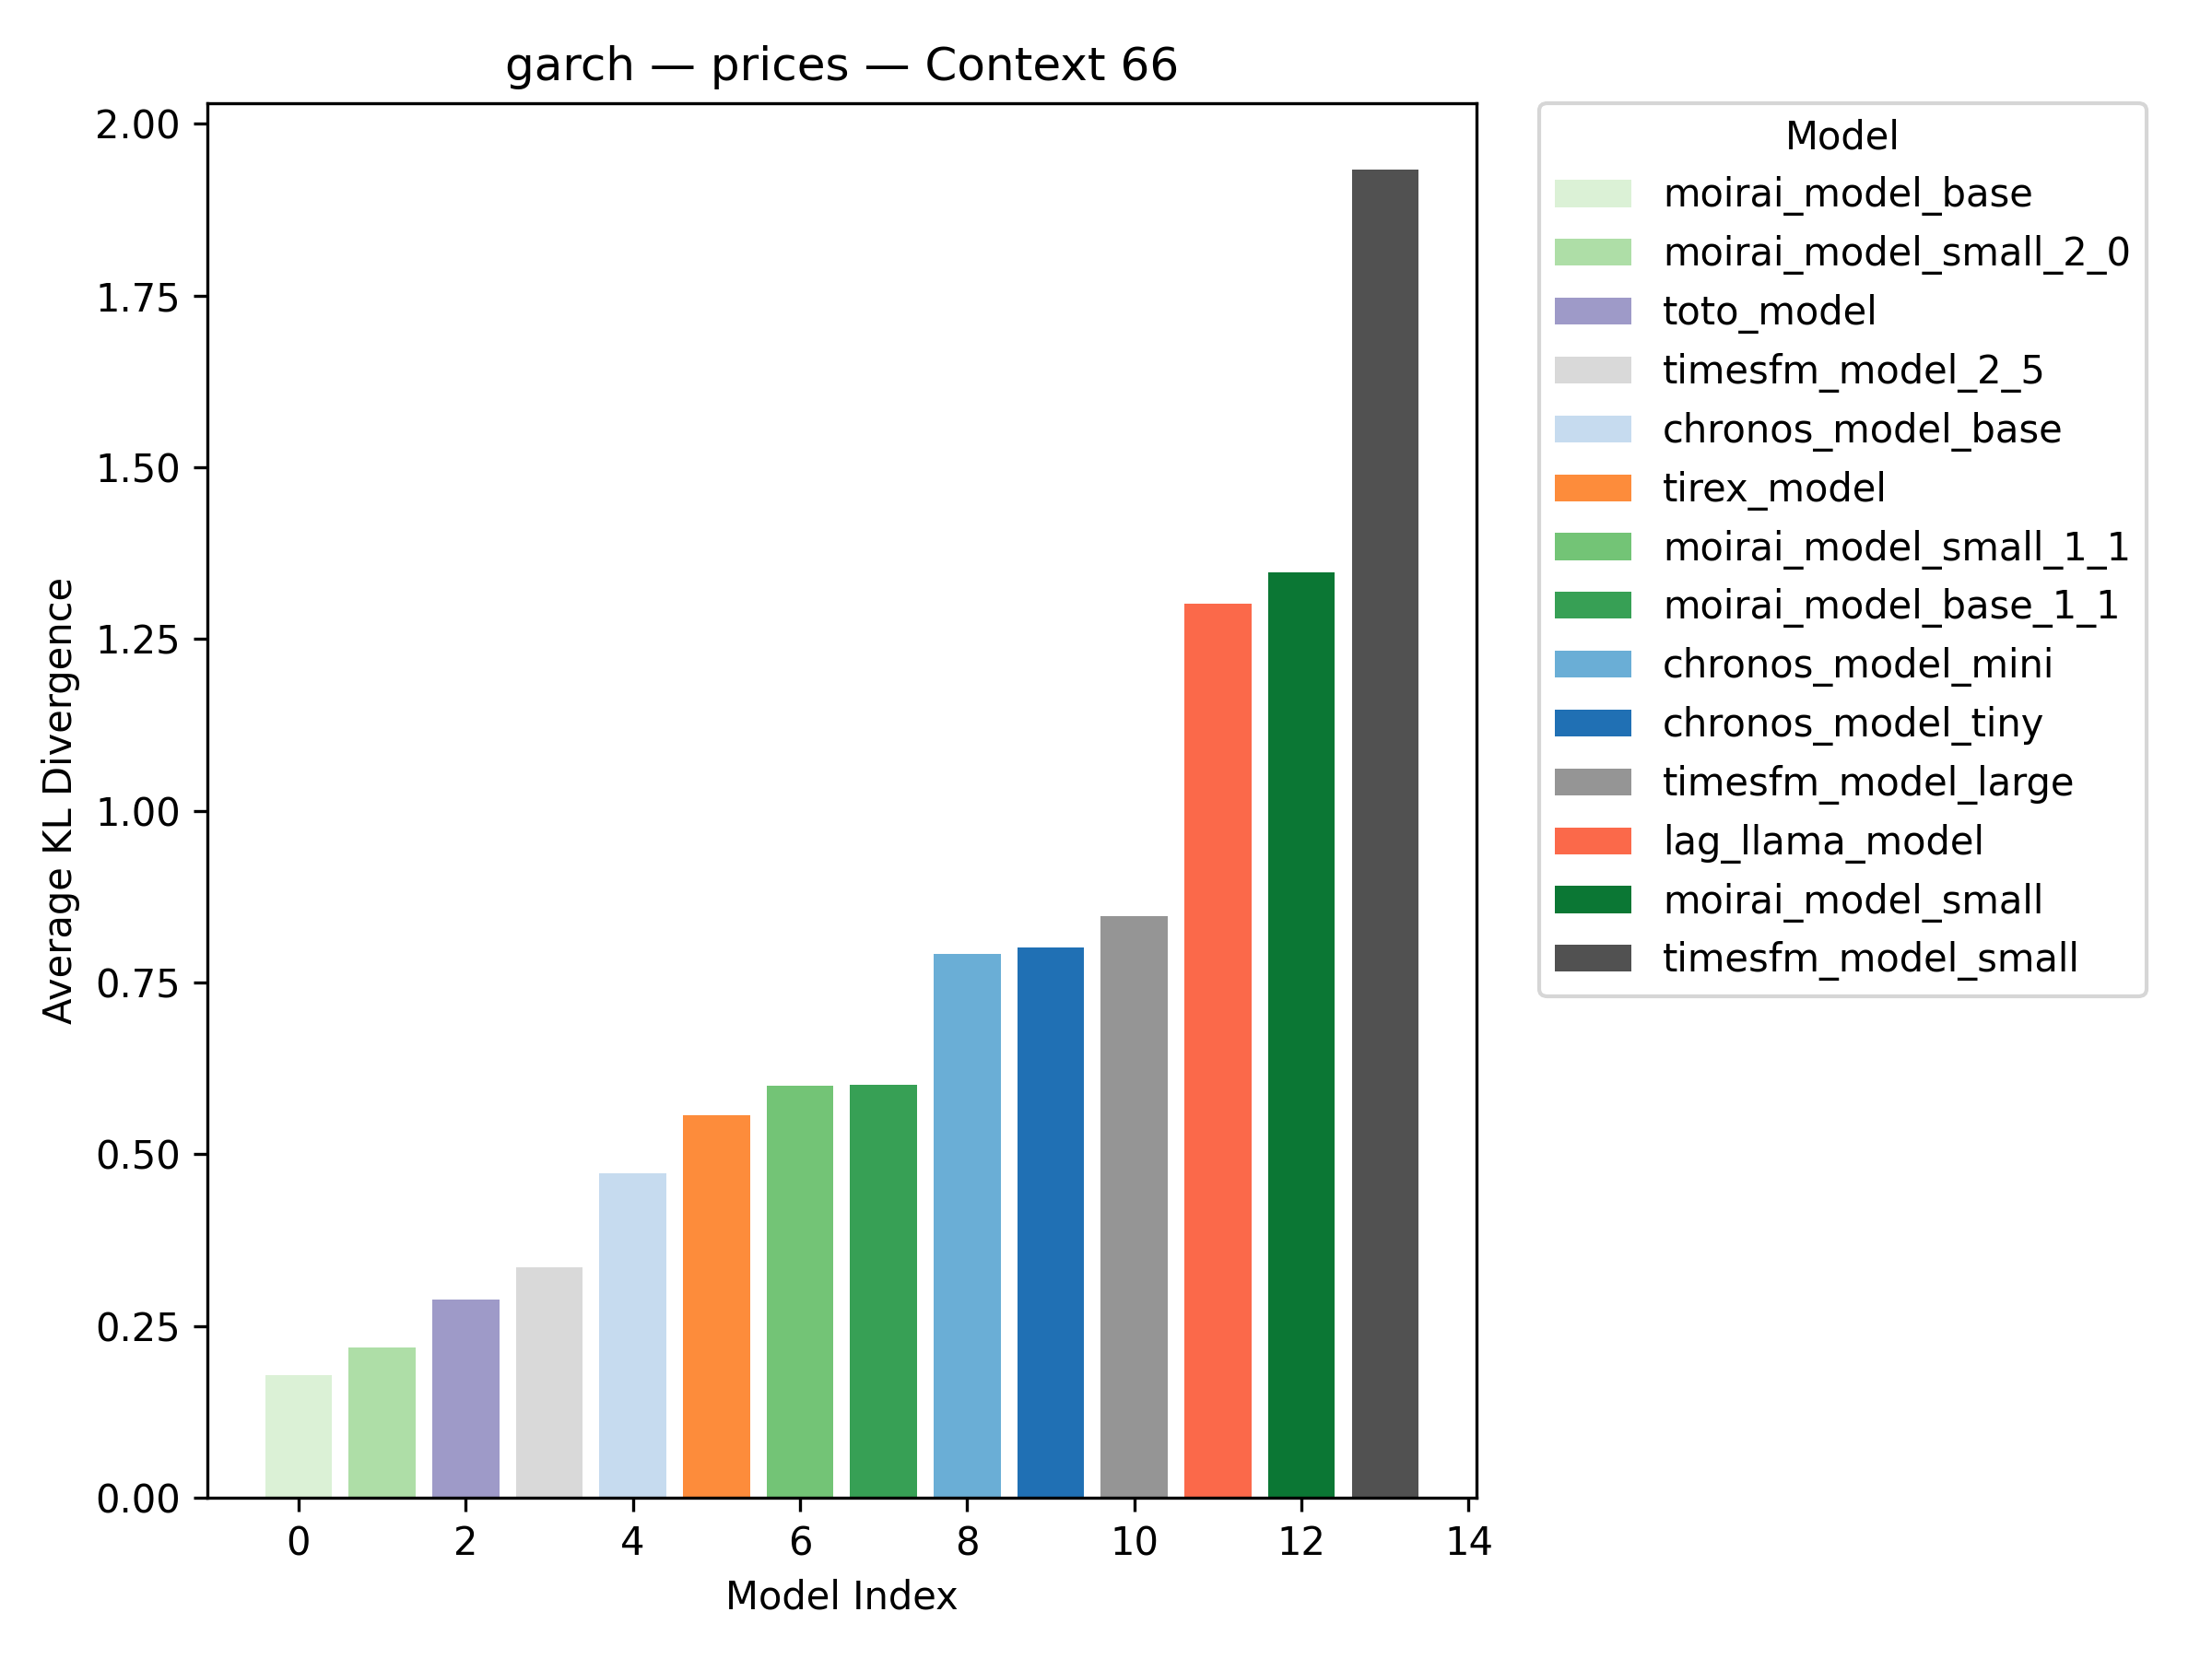 garch — prices — Context 66
2.00
1.75
1.50
1.25
1.00
0.75
0.50
0.25
0.00
Average KL Divergence
0 2 4 6 8 10 12 14
Model Index
Model
moirai_model_base
moirai_model_small_2_0
toto_model
timesfm_model_2_5
chronos_model_base
tirex_model
moirai_model_small_1_1
moirai_model_base_1_1
chronos_model_mini
chronos_model_tiny
timesfm_model_large
lag_llama_model
moirai_model_small
timesfm_model_small